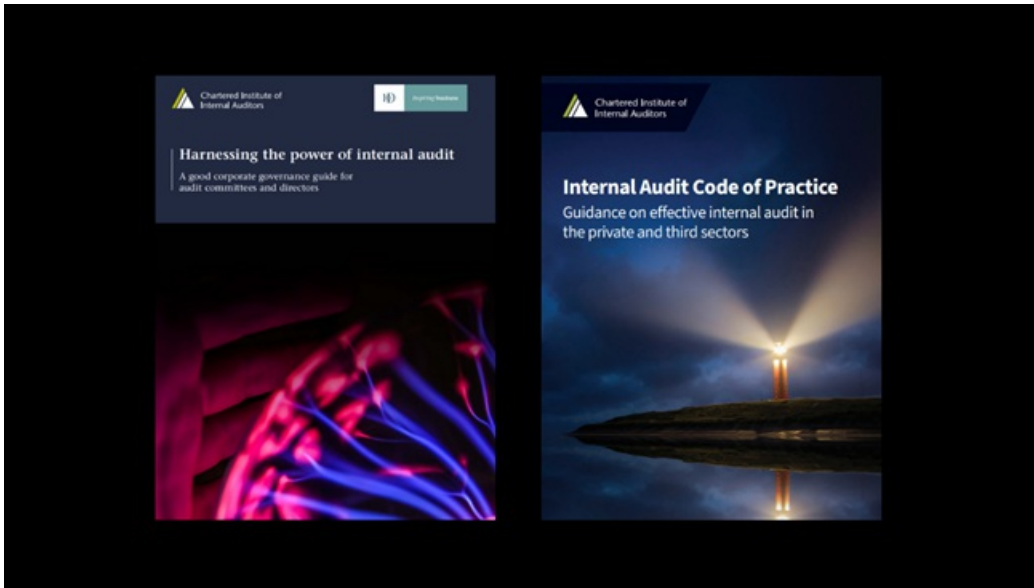 Chartered Institute of
Internal Auditors
Harnessing the power of internal audit
A good corporate governance guide for
audit committees and directors
Chartered Institute of
Internal Auditors
Internal Audit Code of Practice
Guidance on effective internal audit in
the private and third sectors